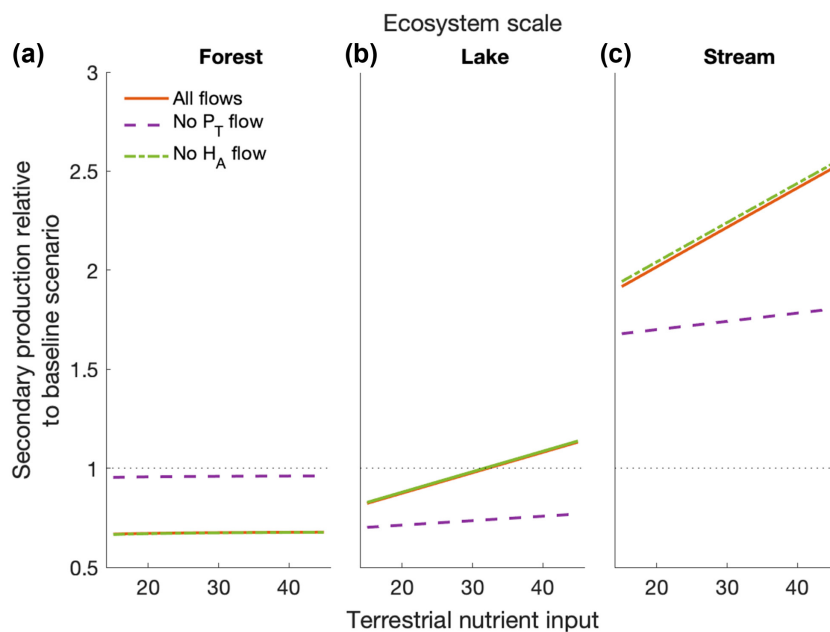 Ecosystem scale
(a) Forest
(b) Lake
(c) Stream
All flows
No P_T flow
No H_A flow
3
2.5
2
1.5
1
0.5
Secondary production relative
to baseline scenario
20 30 40
20 30 40
20 30 40
Terrestrial nutrient input